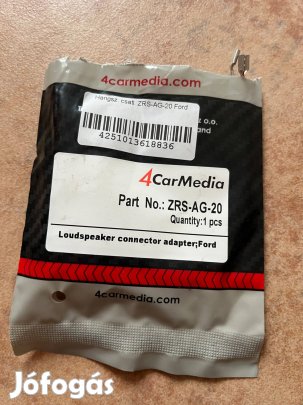 4carmedia.com
Hangsz. csatl. ZRS-AG-20 Ford
4251013618836
z o.o.
and
4CarMedia
Part No.: ZRS-AG-20
Quantity:1 pcs
Loudspeaker connector adapter;Ford
4carmedia.com
Jófogás